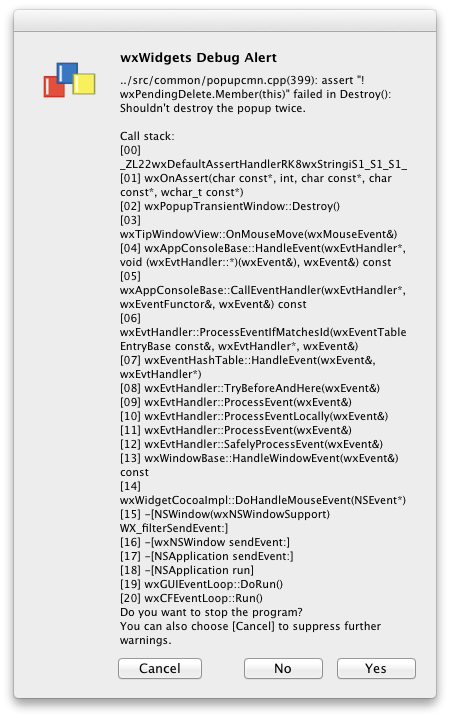 wxWidgets Debug Alert
../src/common/popupcmn.cpp(399): assert "!
wxPendingDelete.Member(this)" failed in Destroy():
Shouldn't destroy the popup twice.
Call stack:
[00]
_ZL22wxDefaultAssertHandlerRK8wxStringiS1_S1_S1_
[01] wxOnAssert(char const*, int, char const*, char
const*, wchar_t const*)
[02] wxPopupTransientWindow::Destroy()
[03]
wxTipWindowView::OnMouseMove(wxMouseEvent&)
[04] wxAppConsoleBase::HandleEvent(wxEvtHandler*,
void (wxEvtHandler::*)(wxEvent&), wxEvent&) const
[05]
wxAppConsoleBase::CallEventHandler(wxEvtHandler*,
wxEventFunctor&, wxEvent&) const
[06]
wxEvtHandler::ProcessEventIfMatchesId(wxEventTable
EntryBase const&, wxEvtHandler*, wxEvent&)
[07] wxEventHashTable::HandleEvent(wxEvent&,
wxEvtHandler*)
[08] wxEvtHandler::TryBeforeAndHere(wxEvent&)
[09] wxEvtHandler::ProcessEvent(wxEvent&)
[10] wxEvtHandler::ProcessEventLocally(wxEvent&)
[11] wxEvtHandler::ProcessEvent(wxEvent&)
[12] wxEvtHandler::SafelyProcessEvent(wxEvent&)
[13] wxWindowBase::HandleWindowEvent(wxEvent&)
const
[14]
wxWidgetCocoaImpl::DoHandleMouseEvent(NSEvent*)
[15] -[NSWindow(wxNSWindowSupport)
WX_filterSendEvent:]
[16] -[wxNSWindow sendEvent:]
[17] -[NSApplication sendEvent:]
[18] -[NSApplication run]
[19] wxGUIEventLoop::DoRun()
[20] wxCFEventLoop::Run()
Do you want to stop the program?
You can also choose [Cancel] to suppress further
warnings.
Cancel No Yes